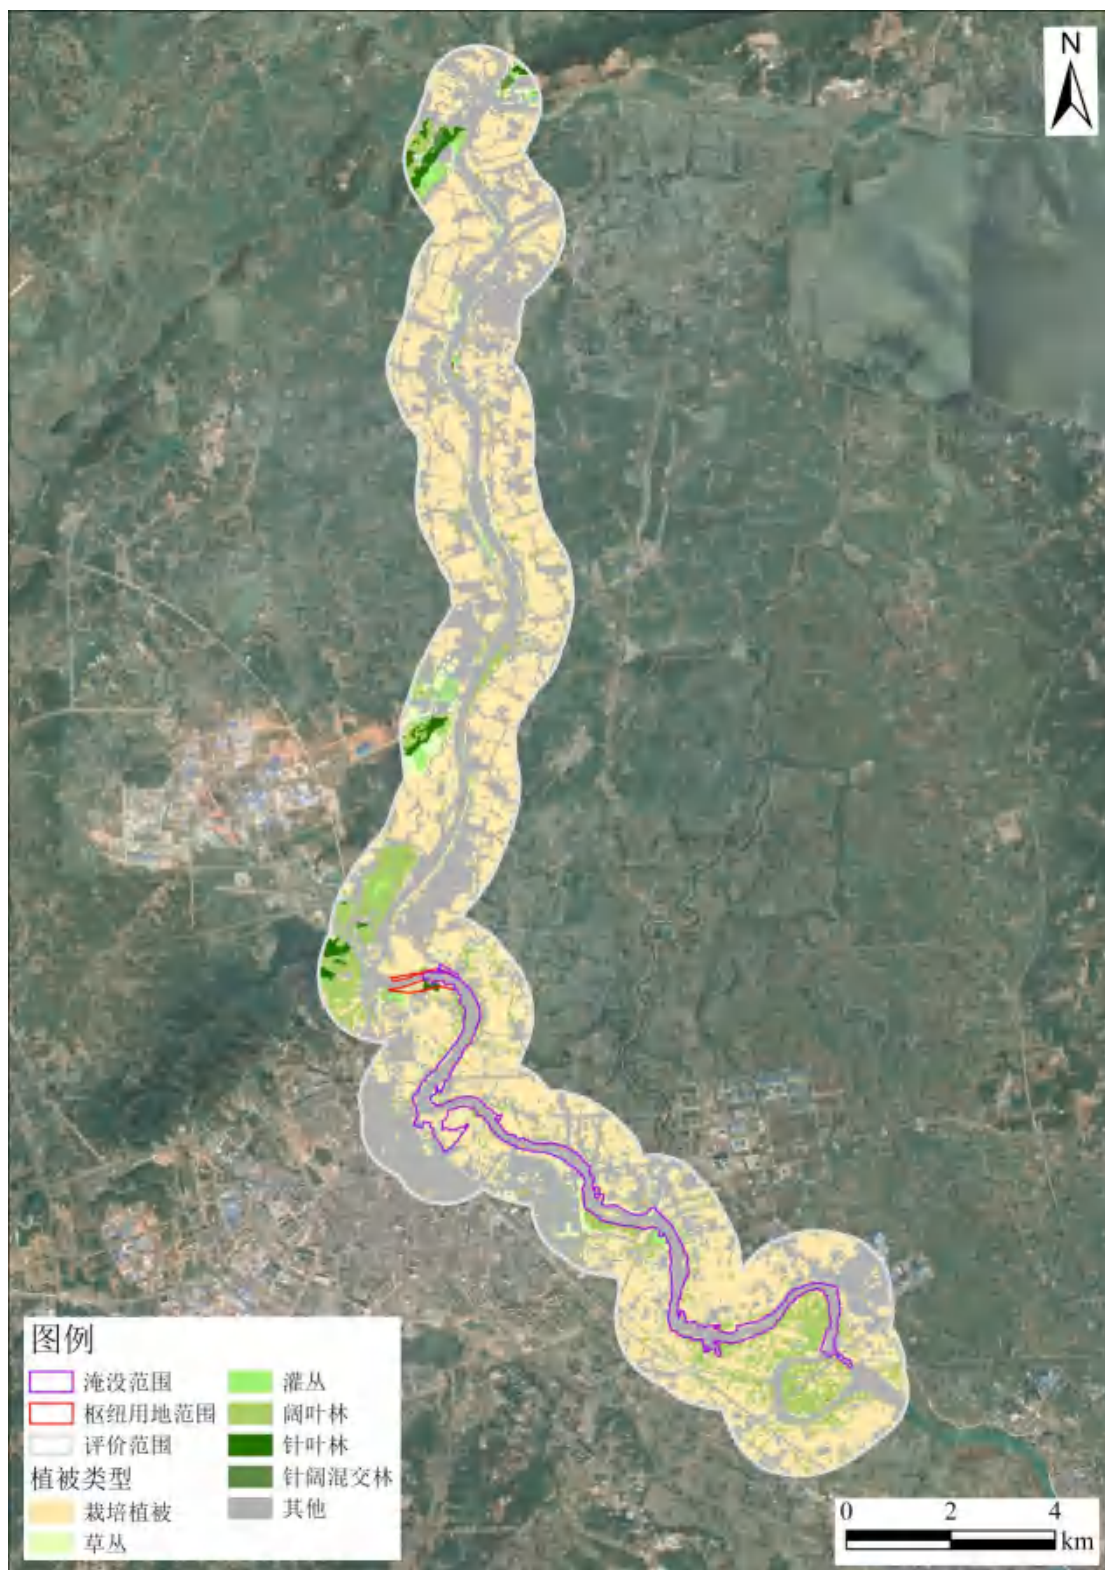 N
图例
淹没范围
枢纽用地范围
评价范围
植被类型
栽培植被
草丛
灌丛
阔叶林
针叶林
针阔混交林
其他
0 2 4
km